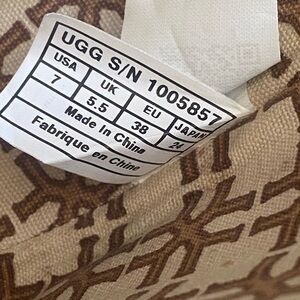 UGG S/N 1005857
USA UK EU JAPAN
7 5.5 38 24
Made In China
Fabrique en Chine